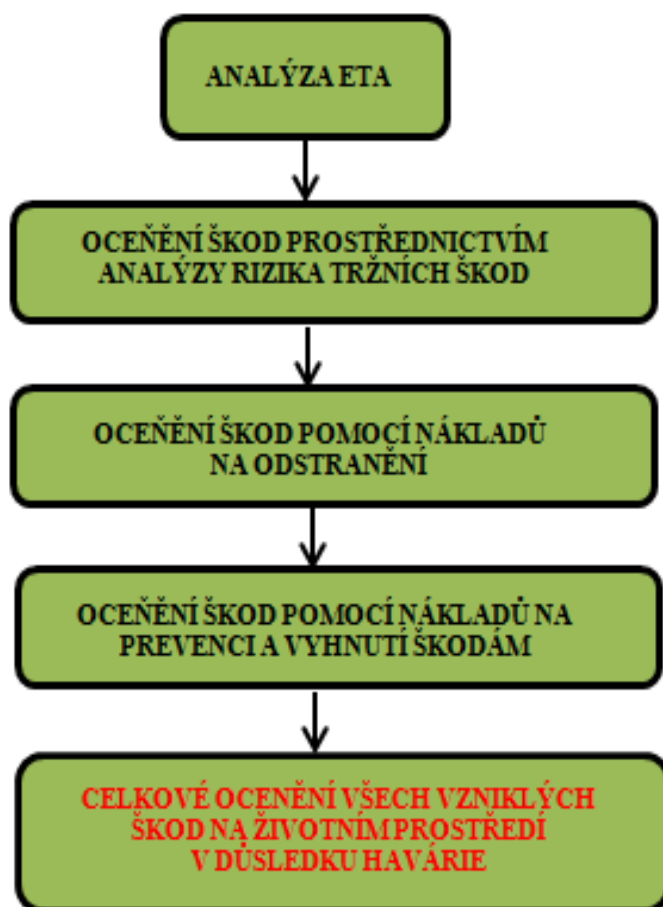 ANALÝZA ETA
OCEŇĚNÍ ŠKOD PROSTŘEDNICTVÍM
ANALÝZY RIZIKA TRŽNÍCH ŠKOD
OCEŇĚNÍ ŠKOD POMOCÍ NÁKLADŮ
NA ODSTRANĚNÍ
OCEŇĚNÍ ŠKOD POMOCÍ NÁKLADŮ NA
PREVENCI A VYHNUTÍ ŠKODÁM
CELKOVÉ OCENĚNÍ VŠECH VZNIKLÝCH
ŠKOD NA ŽIVOTNÍM PROSTŘEDÍ
V DŮSLEDKU HAVÁRIE